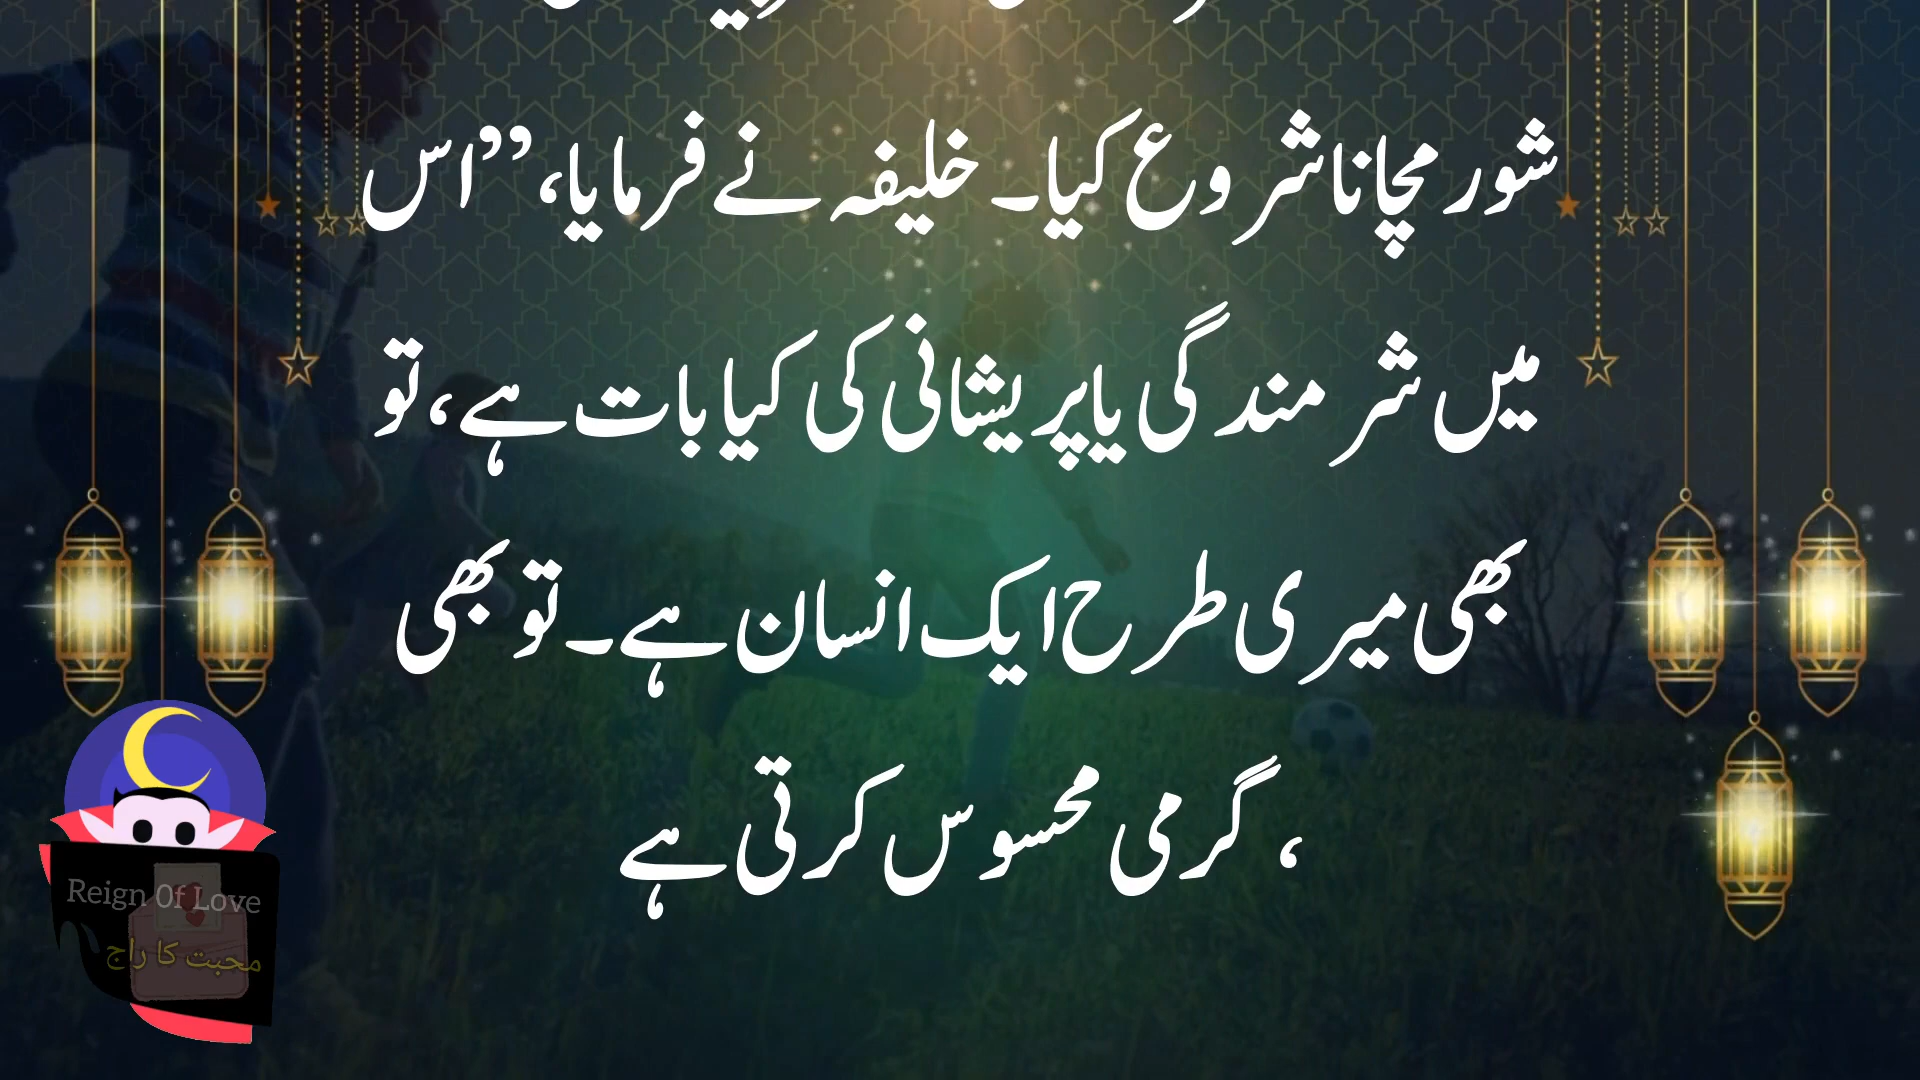 شور مچانا شروع کیا۔ خلیفہ نے فرمایا، ”اس
میں شرمندگی یا پریشانی کی کیا بات ہے، تو
بھی میری طرح ایک انسان ہے۔ تو بھی
، گرمی محسوس کرتی ہے
Reign Of Love
محبت کا راج